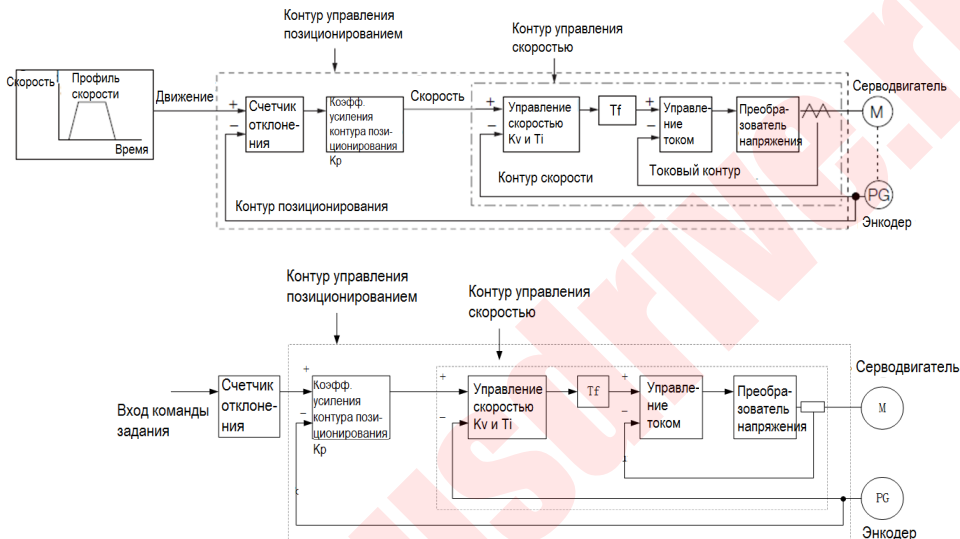 Контур управления
позиционированием
Контур управления
скоростью
Скорость
Профиль
скорости
Время
Движение
+
−
Счетчик
отклоне-
ния
Коэфф.
усиления
контура пози-
ционирования
Kp
Скорость
+
−
Управление
скоростью
Kv и Ti
Tf
+
−
Управле-
ние
током
Преобра-
зователь
напряжения
Серводвигатель
M
Токовый контур
Контур скорости
Контур позиционирования
PG
Энкодер
Контур управления
позиционированием
Контур управления
скоростью
Вход команды
задания
Счетчик
отклоне-
ния
+
−
Коэфф.
усиления
контура пози-
ционирования
Kp
+
−
Управление
скоростью
Kv и Ti
Tf
+
−
Управле-
ние
током
Преобра-
зователь
напряжения
Серводвигатель
M
PG
Энкодер
usdrive.r